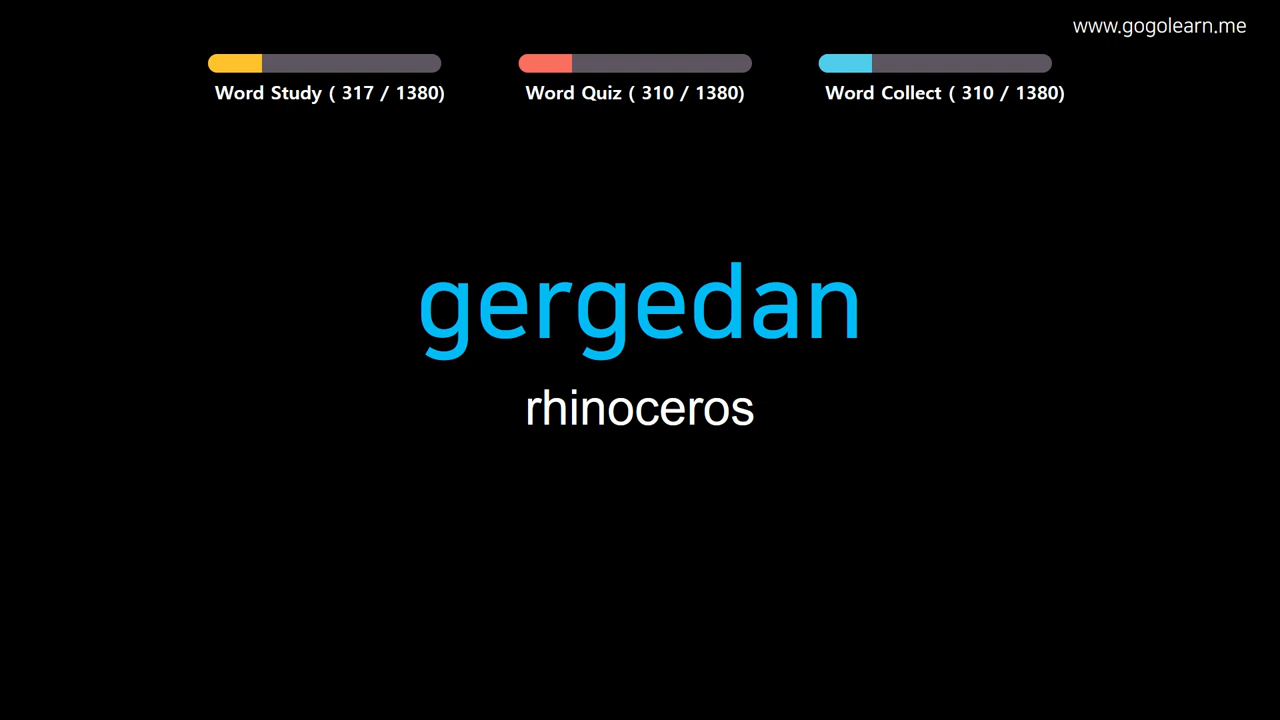 www.gogolearn.me
Word Study ( 317 / 1380)
Word Quiz ( 310 / 1380)
Word Collect ( 310 / 1380)
gergedan
rhinoceros